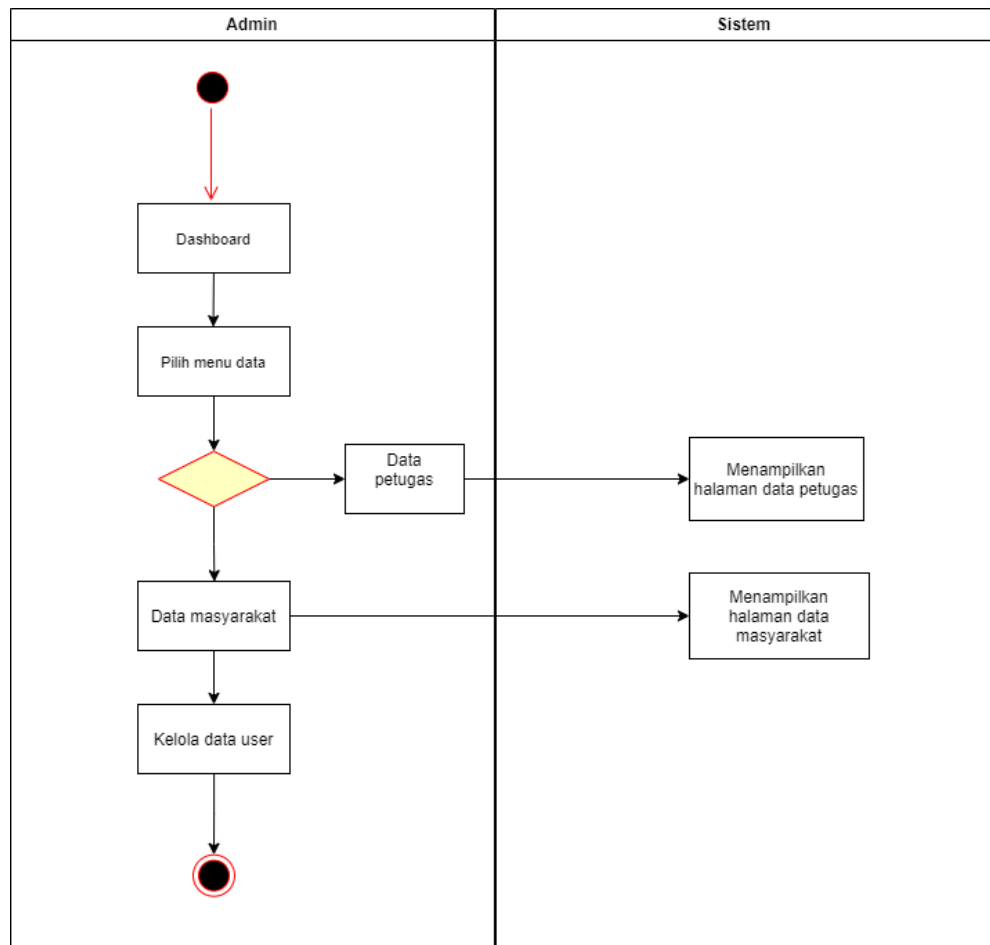 Admin
Sistem
Dashboard
Pilih menu data
Data
petugas
Menampilkan
halaman data petugas
Data masyarakat
Menampilkan
halaman data
masyarakat
Kelola data user